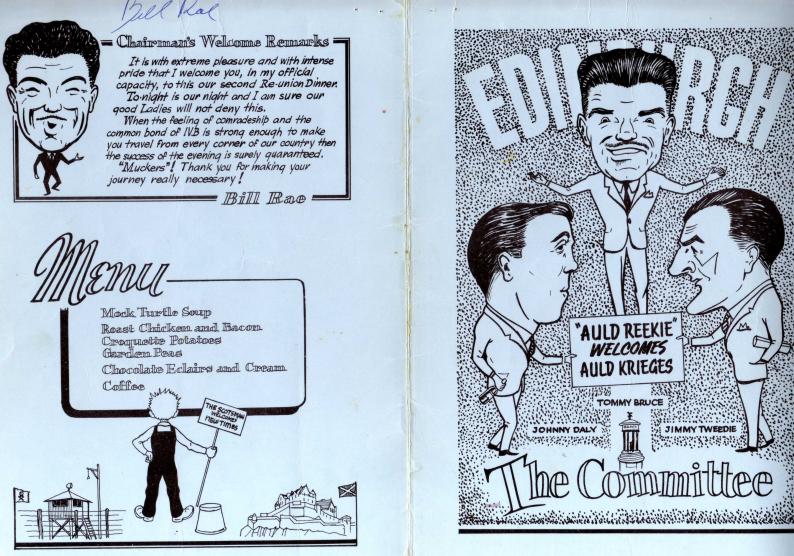 Bill Rae
Chairman's Welcome Remarks
It is with extreme pleasure and with intense
pride that I welcome you, in my official
capacity, to this our second Re-union Dinner.
To-night is our night and I am sure our
good Ladies will not deny this.
When the feeling of comradeship and the
common bond of IVB is strong enough to make
you travel from every corner of our country then
the success of the evening is surely guaranteed.
"Muckers"! Thank you for making your
journey really necessary!
Bill Rae
Menu
Mock Turtle Soup
Roast Chicken and Bacon
Croquette Potatoes
Garden Peas
Chocolate Eclairs and Cream
Coffee
THE SCOTSMAN
WELCOMES
NEW TIMES
EDINBURGH
"AULD REEKIE"
WELCOMES
AULD KRIEGES
TOMMY BRUCE
JOHNNY DALY
JIMMY TWEEDIE
The Committee